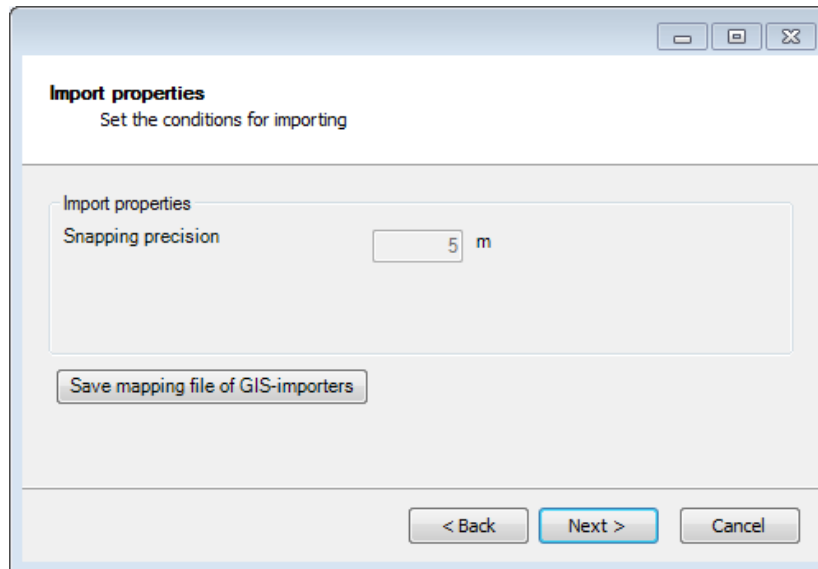 Import properties
Set the conditions for importing
Import properties
Snapping precision 5 m
Save mapping file of GIS-importers
< Back Next > Cancel